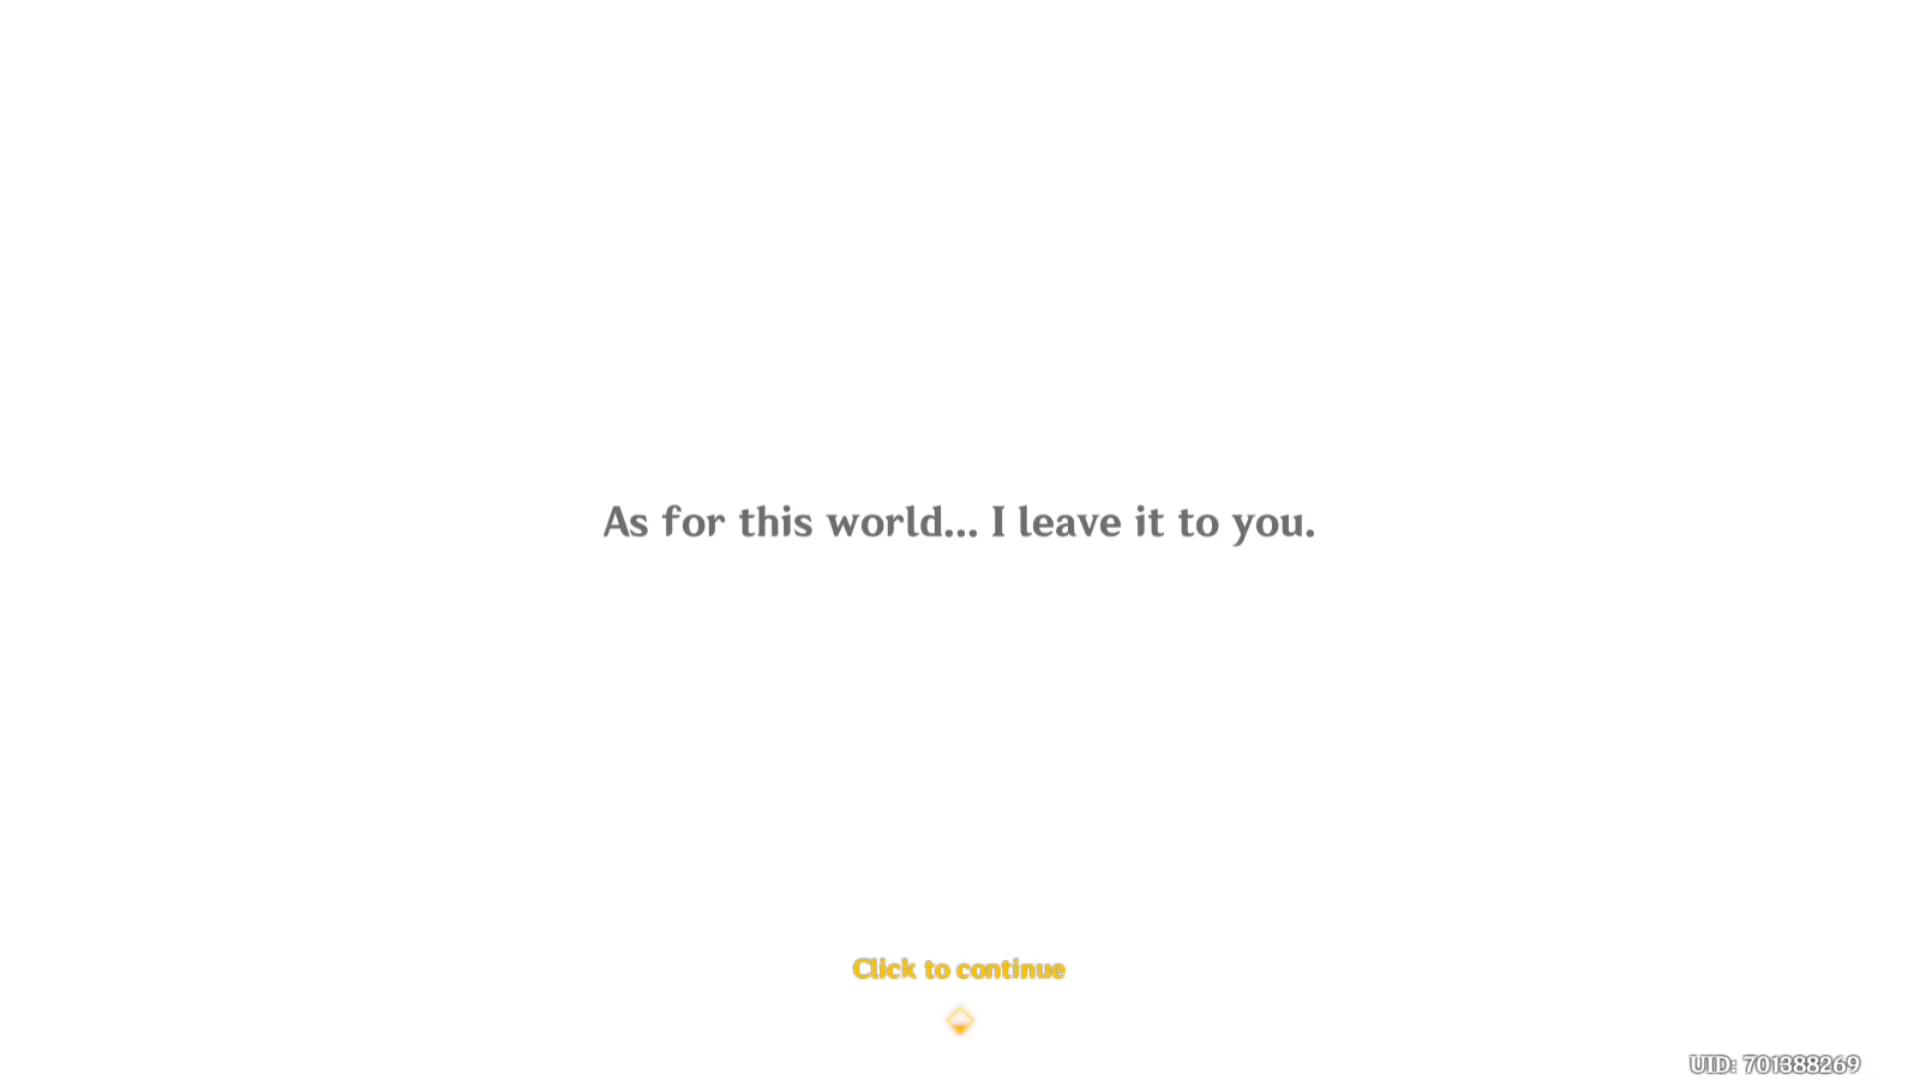 As for this world... I leave it to you.
Click to continue
UID: 701388269